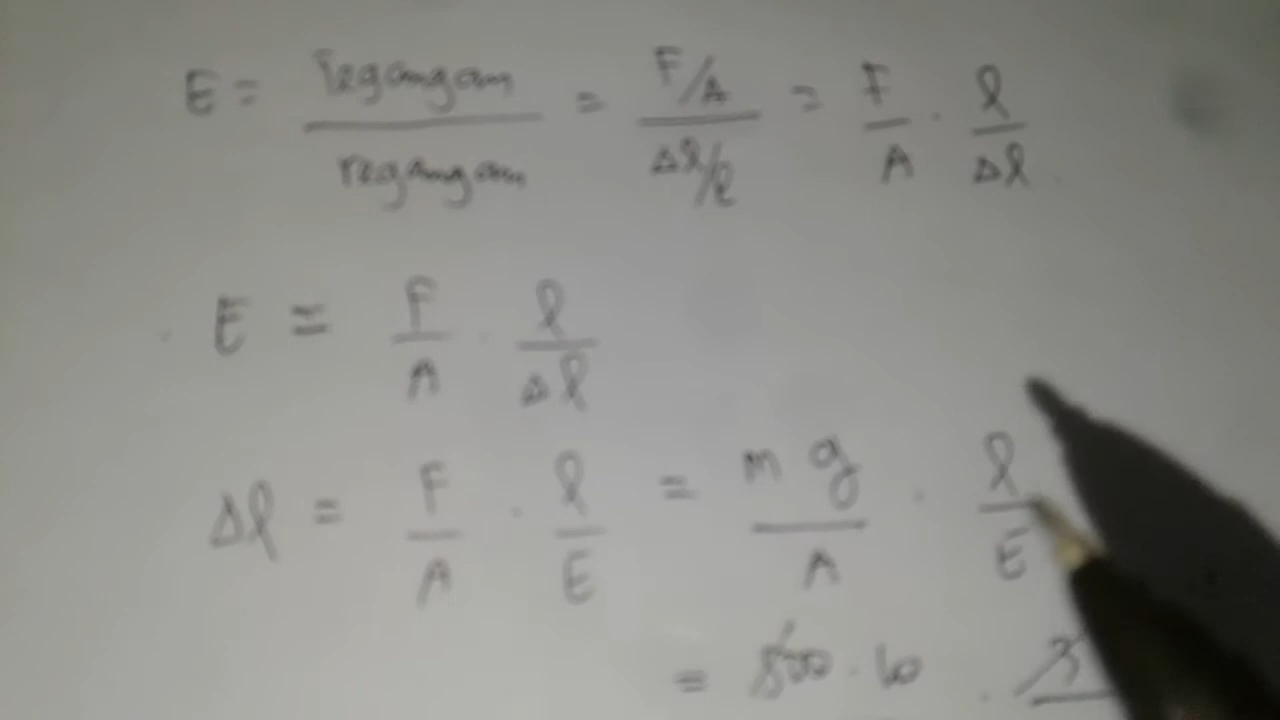 E = Tegangan / regangan = F/A / Δl/l = F/A . l/Δl
E = F/A . l/Δl
Δl = F/A . l/E = m g/A . l/E
= 800 . 10 .